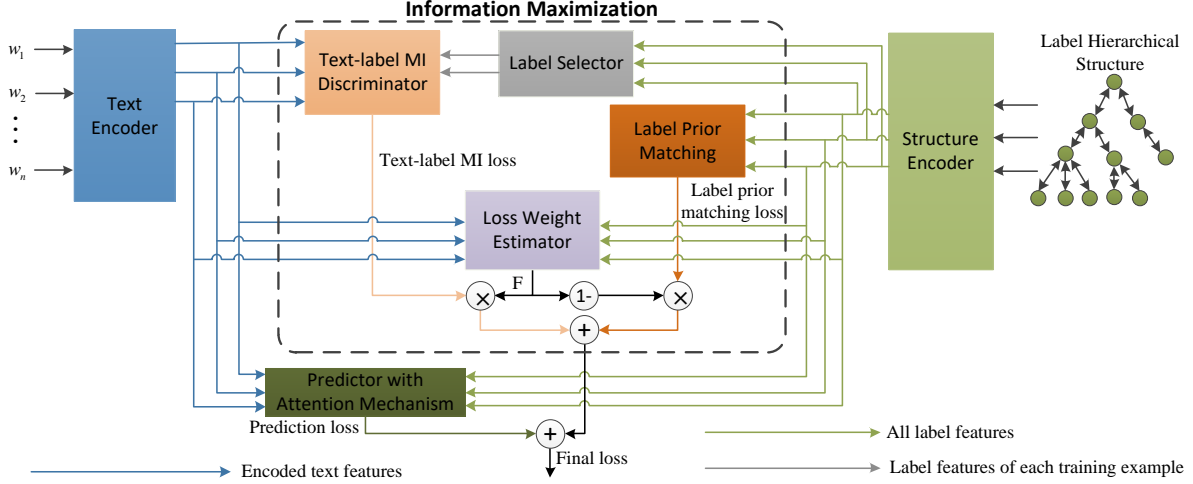 Information Maximization
w1
w2
wn
Text
Encoder
Text-label MI
Discriminator
Label Selector
Label Prior
Matching
Structure
Encoder
Label Hierarchical
Structure
Text-label MI loss
Label prior
matching loss
Loss Weight
Estimator
F
×
1-
×
+
Predictor with
Attention Mechanism
Prediction loss
+
Final loss
All label features
Encoded text features
Label features of each training example